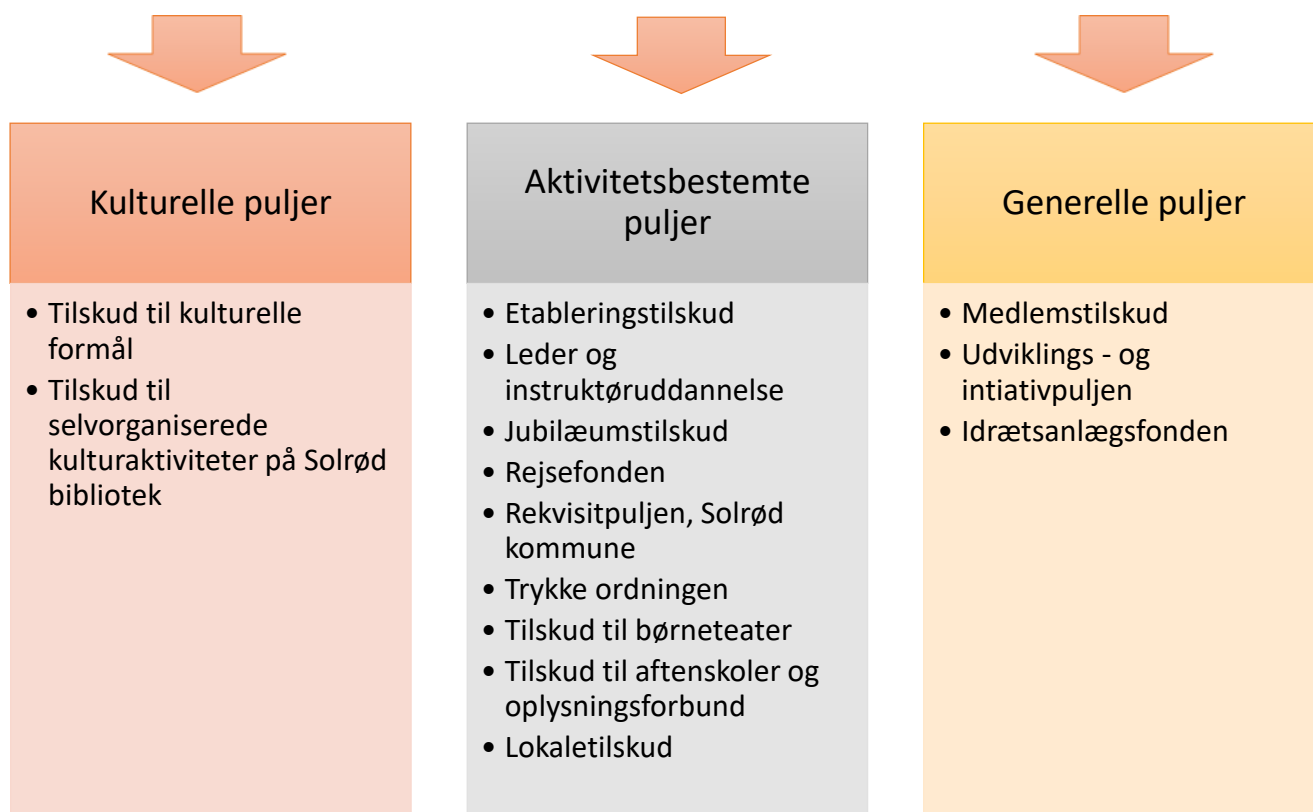 Kulturelle puljer
• Tilskud til kulturelle
formål
• Tilskud til
selvorganiserede
kulturaktiviteter på Solrød
bibliotek
Aktivitetsbestemte
puljer
• Etableringstilskud
• Leder og
instruktøruddannelse
• Jubilæumstilskud
• Rejsefonden
• Rekvisitpuljen, Solrød
kommune
• Trykke ordningen
• Tilskud til børneteater
• Tilskud til aftenskoler og
oplysningsforbund
• Lokaletilskud
Generelle puljer
• Medlemstilskud
• Udviklings - og
intiativpuljen
• Idrætsanlægsfonden